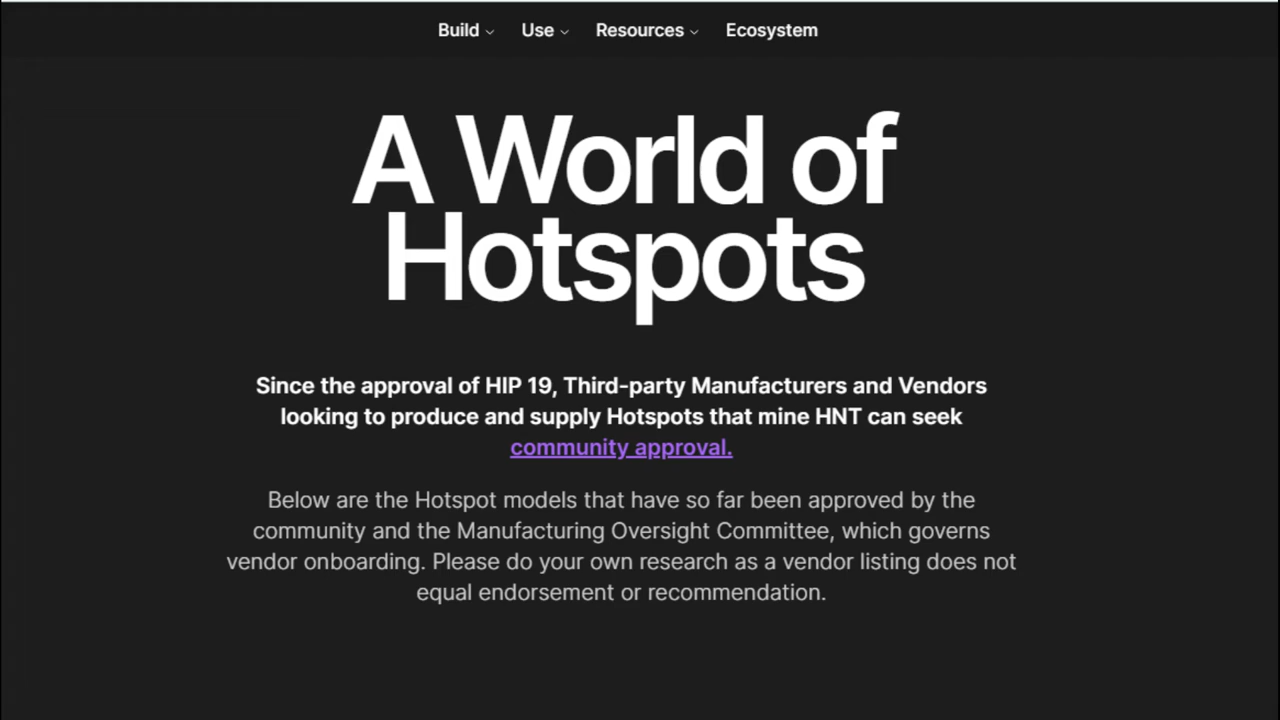 Build Use Resources Ecosystem
A World of
Hotspots
Since the approval of HIP 19, Third-party Manufacturers and Vendors
looking to produce and supply Hotspots that mine HNT can seek
community approval.
Below are the Hotspot models that have so far been approved by the
community and the Manufacturing Oversight Committee, which governs
vendor onboarding. Please do your own research as a vendor listing does not
equal endorsement or recommendation.